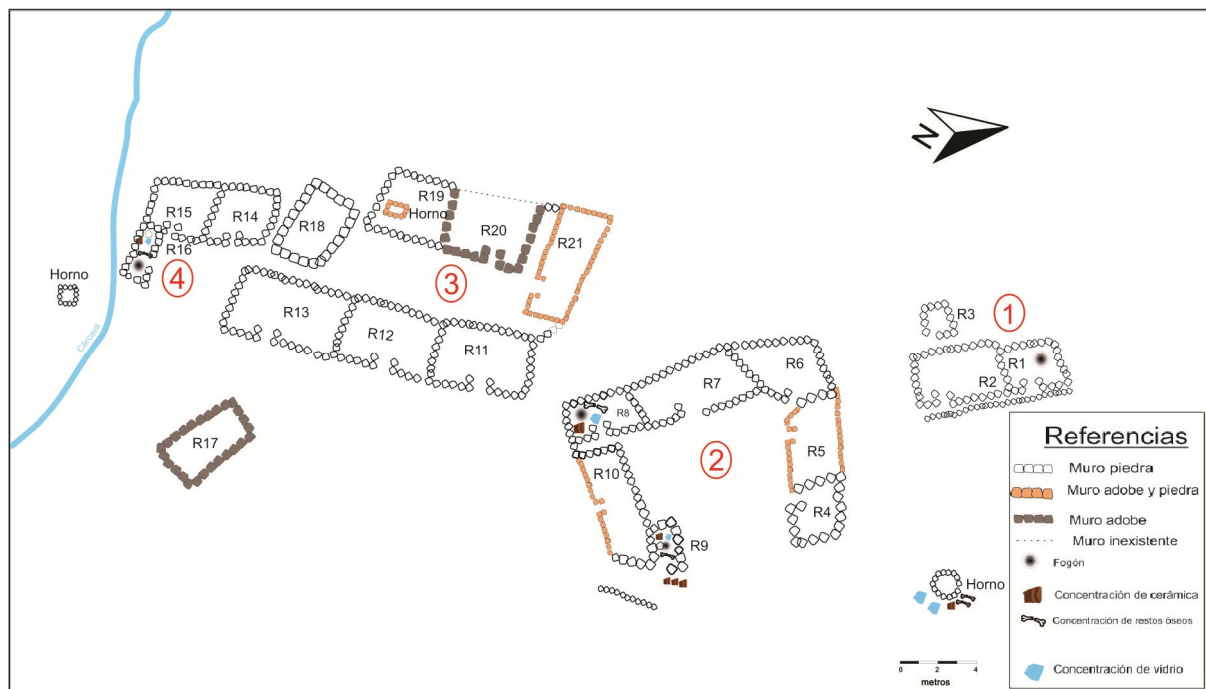 N
R19
Horno
R15
R14
R18
R20
R21
R16
4
3
Horno
Cárcava
R13
R12
R11
R3
1
R1
R2
R6
R7
R8
R17
2
R5
R10
R4
R9
Horno
0 2 4
metros
Referencias
Muro piedra
Muro adobe y piedra
Muro adobe
Muro inexistente
Fogón
Concentración de cerámica
Concentración de restos óseos
Concentración de vidrio